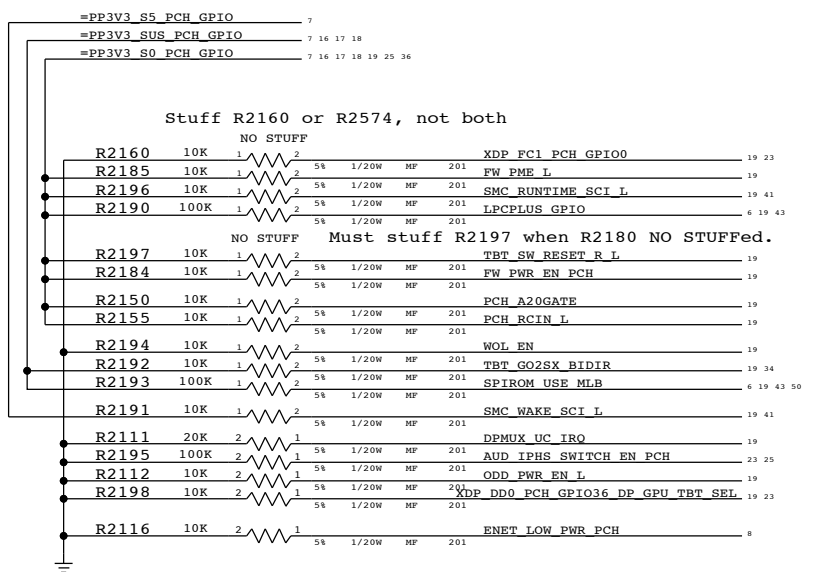 =PP3V3_S5_PCH_GPIO 7
=PP3V3_SUS_PCH_GPIO 7 16 17 18
=PP3V3_S0_PCH_GPIO 7 16 17 18 19 25 36
Stuff R2160 or R2574, not both
NO STUFF
R2160 10K 1 2 5% 1/20W MF 201 XDP_FC1_PCH_GPIO0 19 23
R2185 10K 1 2 5% 1/20W MF 201 FW_PME_L 19
R2196 10K 1 2 5% 1/20W MF 201 SMC_RUNTIME_SCI_L 19 41
R2190 100K 1 2 5% 1/20W MF 201 LPCPLUS_GPIO 6 19 43
NO STUFF Must stuff R2197 when R2180 NO STUFFed.
R2197 10K 1 2 5% 1/20W MF 201 TBT_SW_RESET_R_L 19
R2184 10K 1 2 5% 1/20W MF 201 FW_PWR_EN_PCH 19
R2150 10K 1 2 5% 1/20W MF 201 PCH_A20GATE 19
R2155 10K 1 2 5% 1/20W MF 201 PCH_RCIN_L 19
R2194 10K 1 2 5% 1/20W MF 201 WOL_EN 19
R2192 10K 1 2 5% 1/20W MF 201 TBT_GO2SX_BIDIR 19 34
R2193 100K 1 2 5% 1/20W MF 201 SPIROM_USE_MLB 6 19 43 50
R2191 10K 1 2 5% 1/20W MF 201 SMC_WAKE_SCI_L 19 41
R2111 20K 2 1 5% 1/20W MF 201 DPMUX_UC_IRQ 19
R2195 100K 2 1 5% 1/20W MF 201 AUD_IPHS_SWITCH_EN_PCH 23 25
R2112 10K 2 1 5% 1/20W MF 201 ODD_PWR_EN_L 19
R2198 10K 2 1 5% 1/20W MF 201 XDP_DD0_PCH_GPIO36_DP_GPU_TBT_SEL 19 23
R2116 10K 2 1 5% 1/20W MF 201 ENET_LOW_PWR_PCH 8